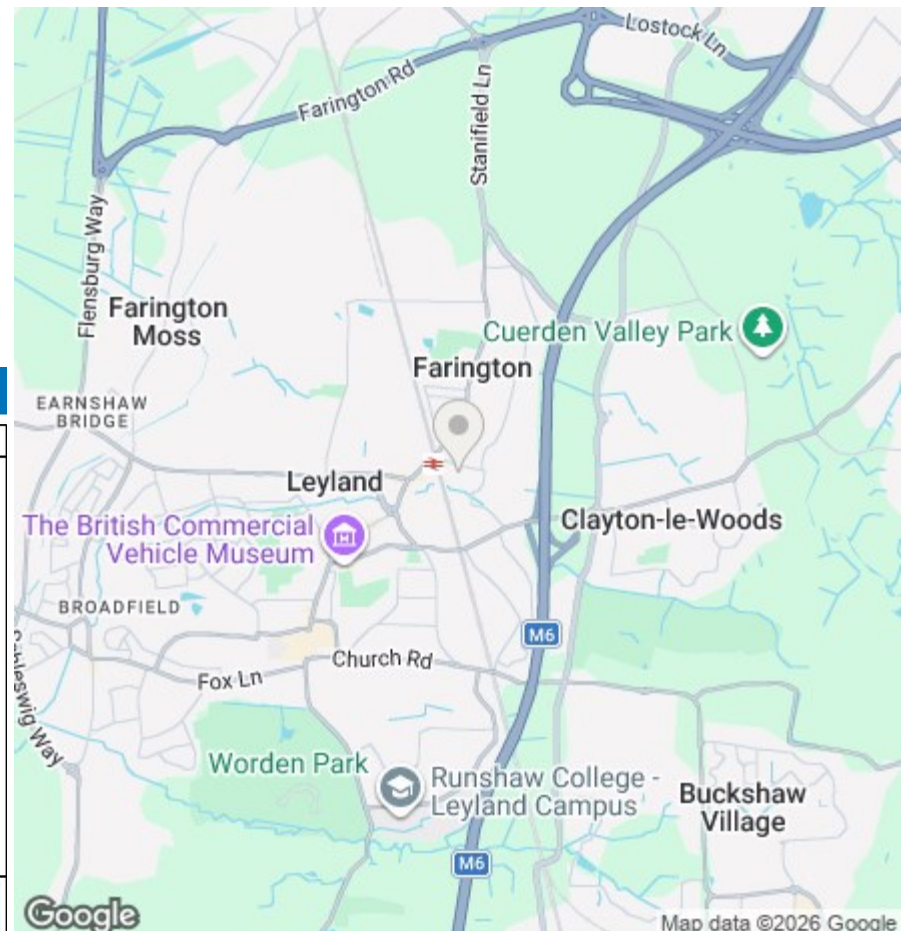 Lostock Ln
Farington Rd
Stanifield Ln
Flensburg Way
Farington
Moss
Cuerden Valley Park
Farington
EARNSHAW
BRIDGE
Leyland
Clayton-le-Woods
The British Commercial
Vehicle Museum
BROADFIELD
M6
Church Rd
Fox Ln
Worden Park
Runshaw College -
Leyland Campus
Buckshaw
Village
M6
Google
Map data ©2026 Google